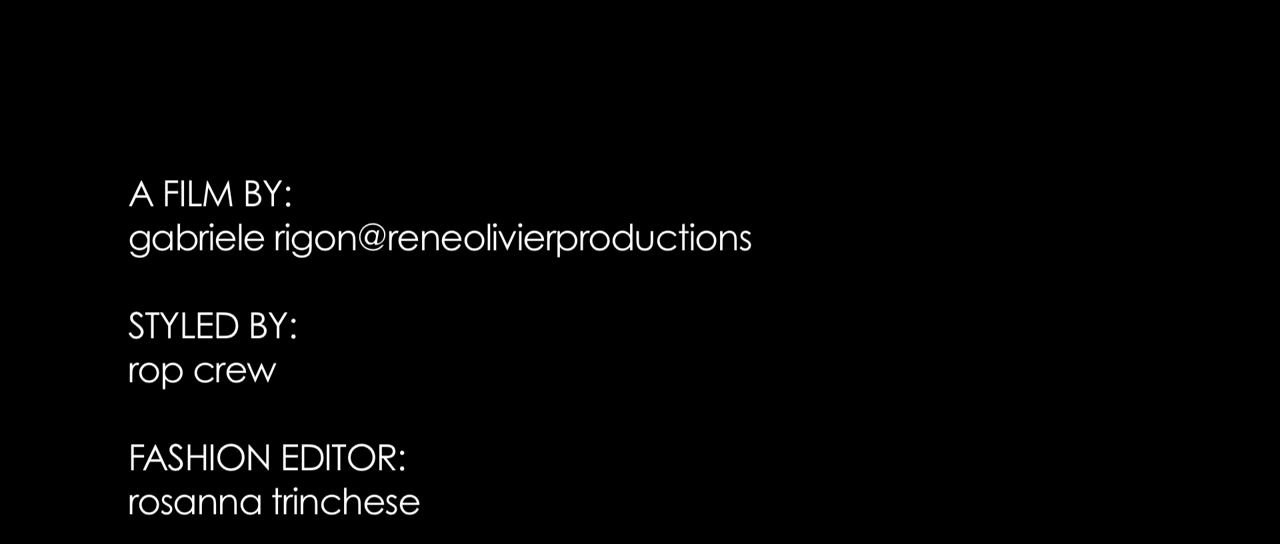 A FILM BY:
gabriele rigon@reneolivierproductions
STYLED BY:
rop crew
FASHION EDITOR:
rosanna trinchese